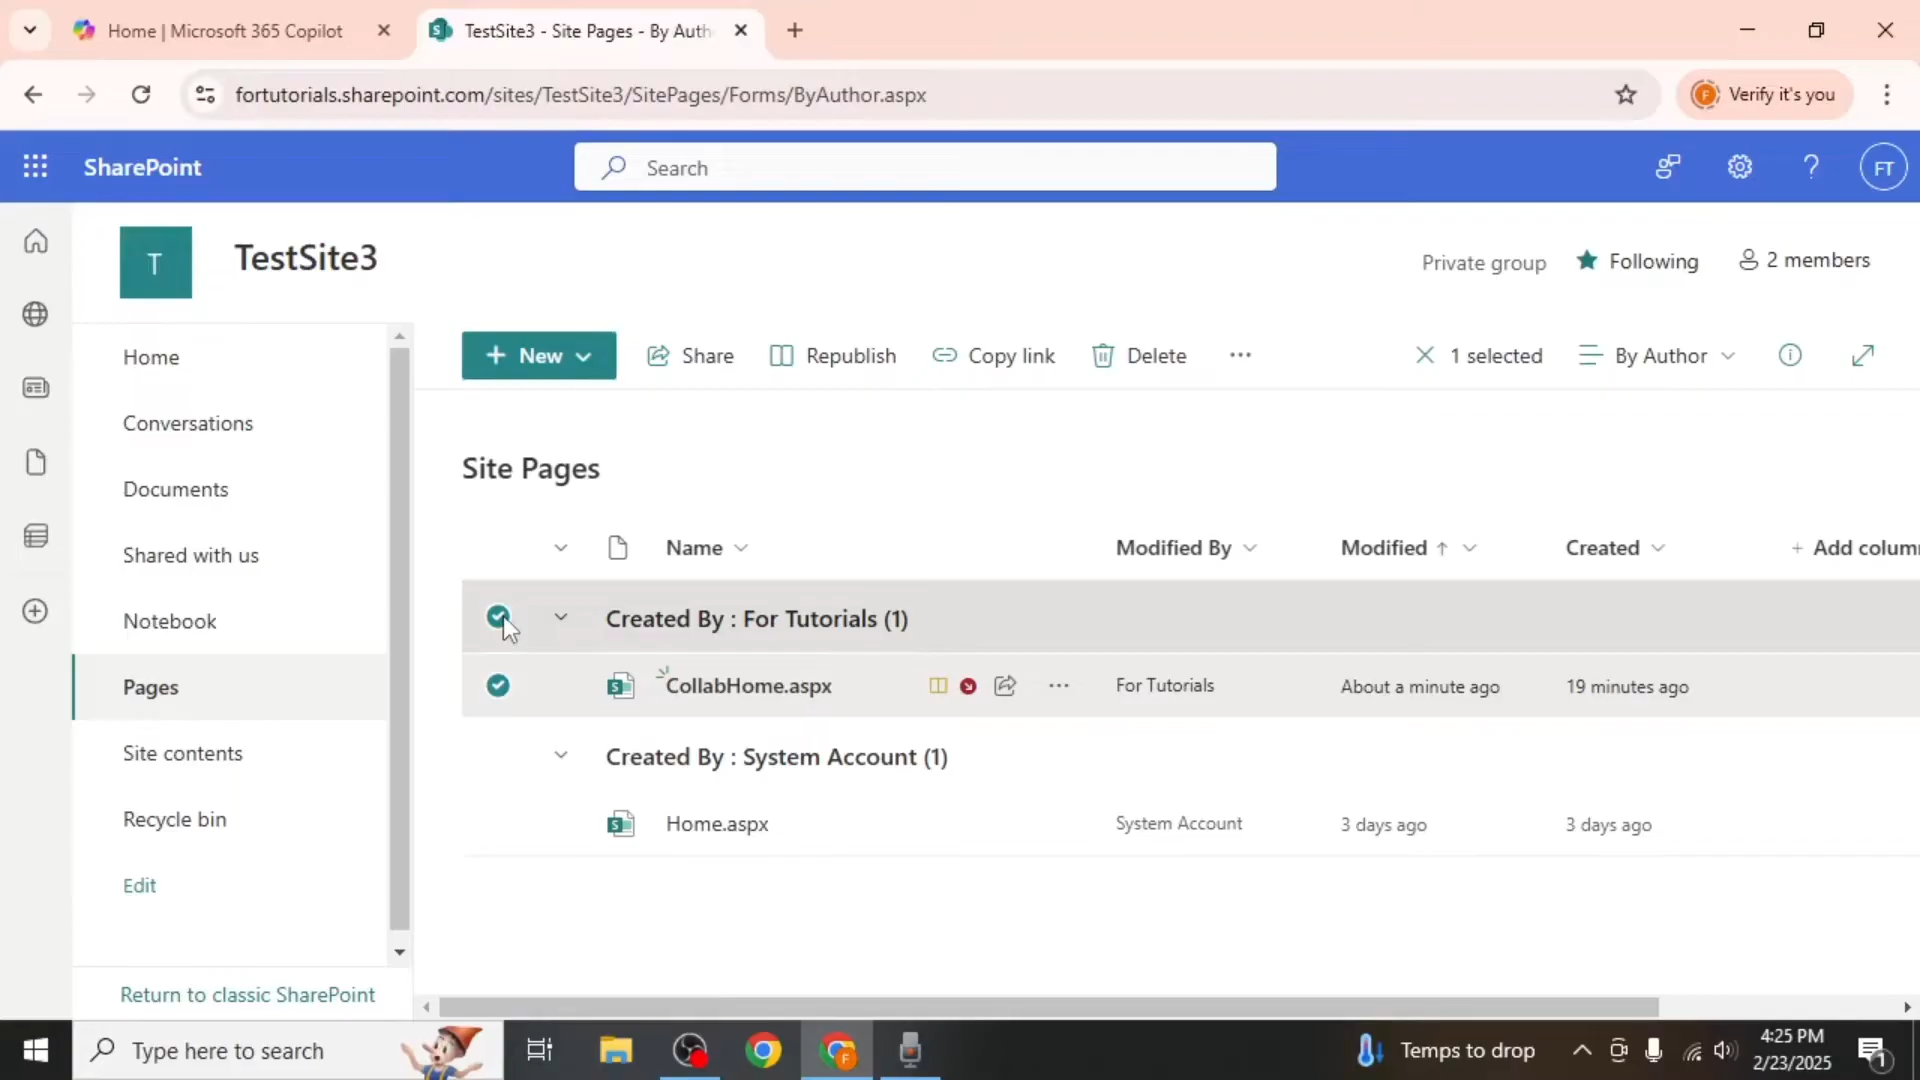 Home | Microsoft 365 Copilot
TestSite3 - Site Pages - By Auth
fortutorials.sharepoint.com/sites/TestSite3/SitePages/Forms/ByAuthor.aspx
F
Verify it's you
SharePoint
Search
FT
T
TestSite3
Private group
Following
2 members
Home
Conversations
Documents
Shared with us
Notebook
Pages
Site contents
Recycle bin
Edit
Return to classic SharePoint
+ New
Share
Republish
Copy link
Delete
1 selected
By Author
Site Pages
Name
Modified By
Modified
Created
+ Add colum
Created By : For Tutorials (1)
CollabHome.aspx
For Tutorials
About a minute ago
19 minutes ago
Created By : System Account (1)
Home.aspx
System Account
3 days ago
3 days ago
Type here to search
F
Temps to drop
4:25 PM
2/23/2025
1